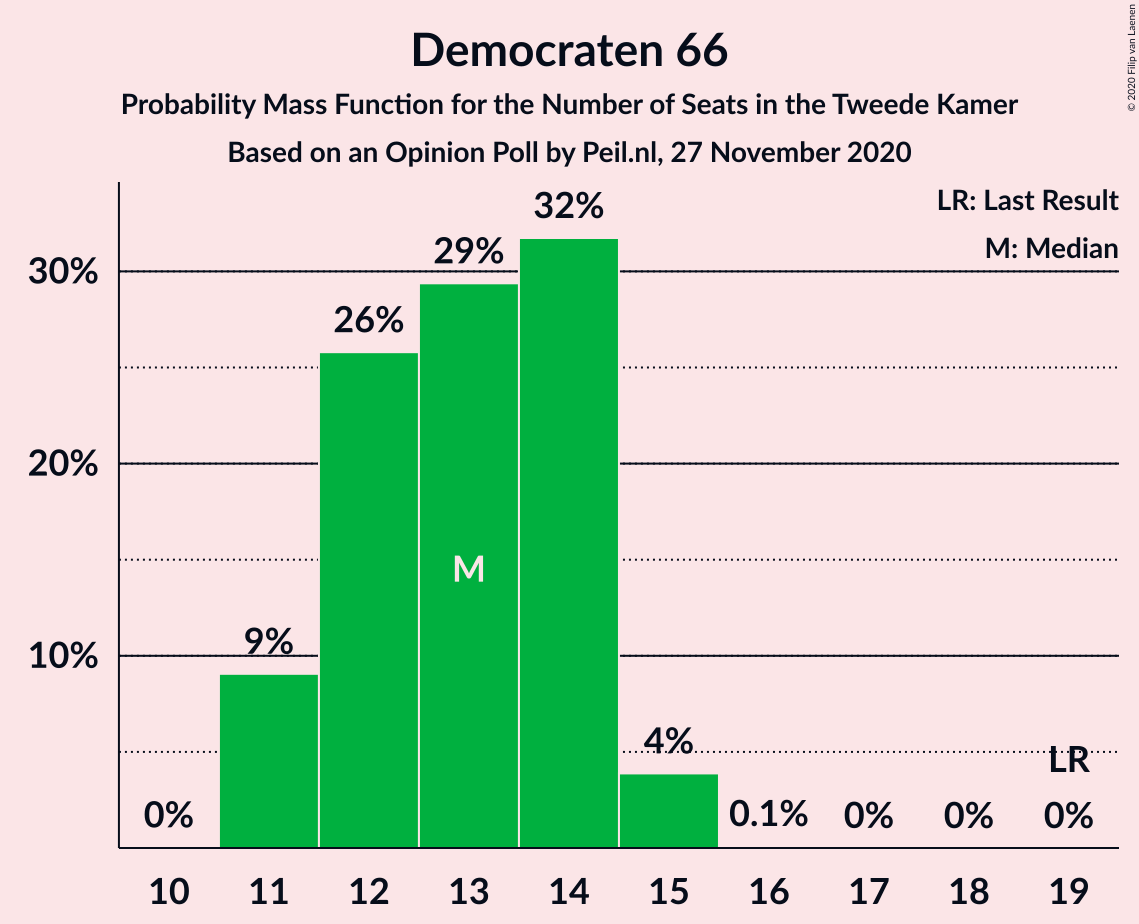 Democraten 66
Probability Mass Function for the Number of Seats in the Tweede Kamer
Based on an Opinion Poll by Peil.nl, 27 November 2020
© 2020 Filip van Laenen
LR: Last Result
M: Median
30%
20%
10%
0%
9%
26%
29%
32%
4%
0.1%
0%
0%
0%
M
LR
10 11 12 13 14 15 16 17 18 19